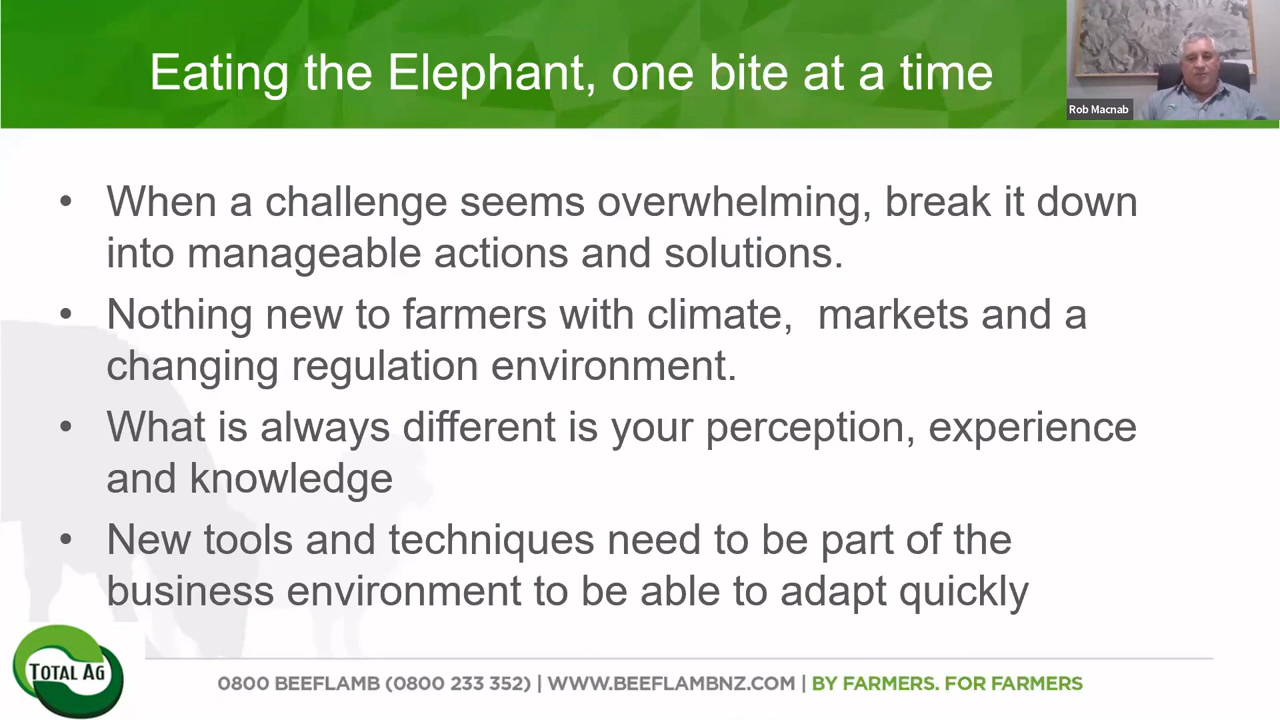 Eating the Elephant, one bite at a time
Rob Macnab
• When a challenge seems overwhelming, break it down
into manageable actions and solutions.
• Nothing new to farmers with climate,  markets and a
changing regulation environment.
• What is always different is your perception, experience
and knowledge
• New tools and techniques need to be part of the
business environment to be able to adapt quickly
TOTAL AG
0800 BEEFLAMB (0800 233 352) | WWW.BEEFLAMBNZ.COM | BY FARMERS. FOR FARMERS